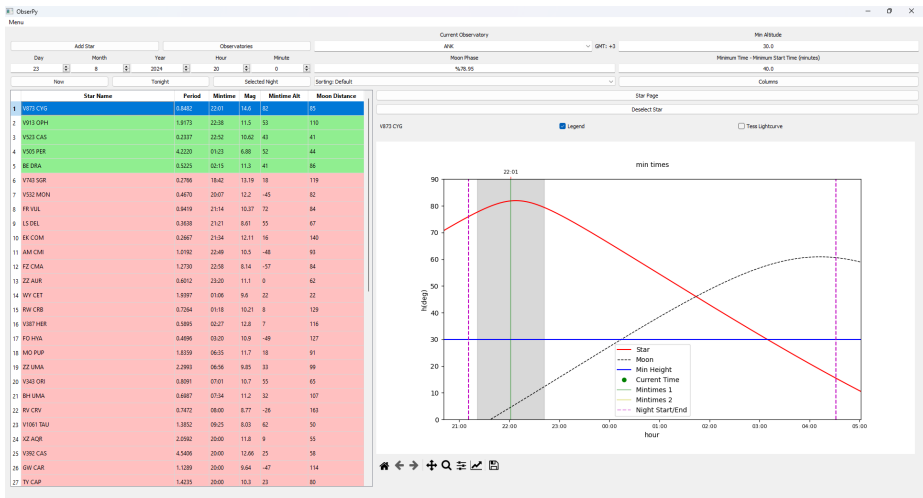 ObserPy
Menu
Current Observatory
Min Altitude
Add Star
Observatories
ANK
GMT: +3
30.0
Day
Month
Year
Hour
Minute
Moon Phase
Minimum Time - Minimum Start Time (minutes)
23
8
2024
20
0
%78.95
40.0
Now
Tonight
Selected Night
Sorting: Default
Columns
Star Name Period Mintime Mag Mintime Alt Moon Distance
1 V873 CYG 0.8482 22:01 14.6 82 85
2 V913 OPH 1.9173 22:38 11.5 53 110
3 V523 CAS 0.2337 22:52 10.62 43 41
4 V505 PER 4.2220 01:23 6.88 52 44
5 BE DRA 0.5225 02:15 11.3 41 86
6 V743 SGR 0.2766 18:42 13.19 18 119
7 V532 MON 0.4670 20:07 12.2 -45 82
8 FR VUL 0.9419 21:14 10.37 72 84
9 LS DEL 0.3638 21:21 8.61 55 67
10 EK COM 0.2667 21:34 12.11 16 140
11 AM CMI 1.0192 22:49 10.5 -48 93
12 FZ CMA 1.2730 22:58 8.14 -57 84
13 ZZ AUR 0.6012 23:20 11.1 0 62
14 WY CET 1.9397 01:06 9.6 22 22
15 RW CRB 0.7264 01:18 10.21 8 129
16 V387 HER 0.5895 02:27 12.8 7 116
17 FO HYA 0.4696 03:20 10.9 -49 127
18 MO PUP 1.8359 06:35 11.7 18 91
19 ZZ UMA 2.2993 06:56 9.85 33 99
20 V343 ORI 0.8091 07:01 10.7 55 65
21 BH UMA 0.6987 07:34 11.2 32 107
22 RV CRV 0.7472 08:00 8.77 -26 163
23 V1061 TAU 1.3852 09:25 8.03 62 50
24 XZ AQR 2.0592 20:00 11.8 9 55
25 V392 CAS 4.5406 20:00 12.66 25 58
26 GW CAR 1.1289 20:00 9.64 -47 114
27 TY CAP 1.4235 20:00 10.3 23 80
Star Page
Deselect Star
V873 CYG
Legend
Tess Lightcurve
min times
22:01
90
80
70
60
50
40
30
20
10
0
h(deg)
21:00 22:00 23:00 00:00 01:00 02:00 03:00 04:00 05:00
hour
Star
Moon
Min Height
Current Time
Mintimes 1
Mintimes 2
Night Start/End